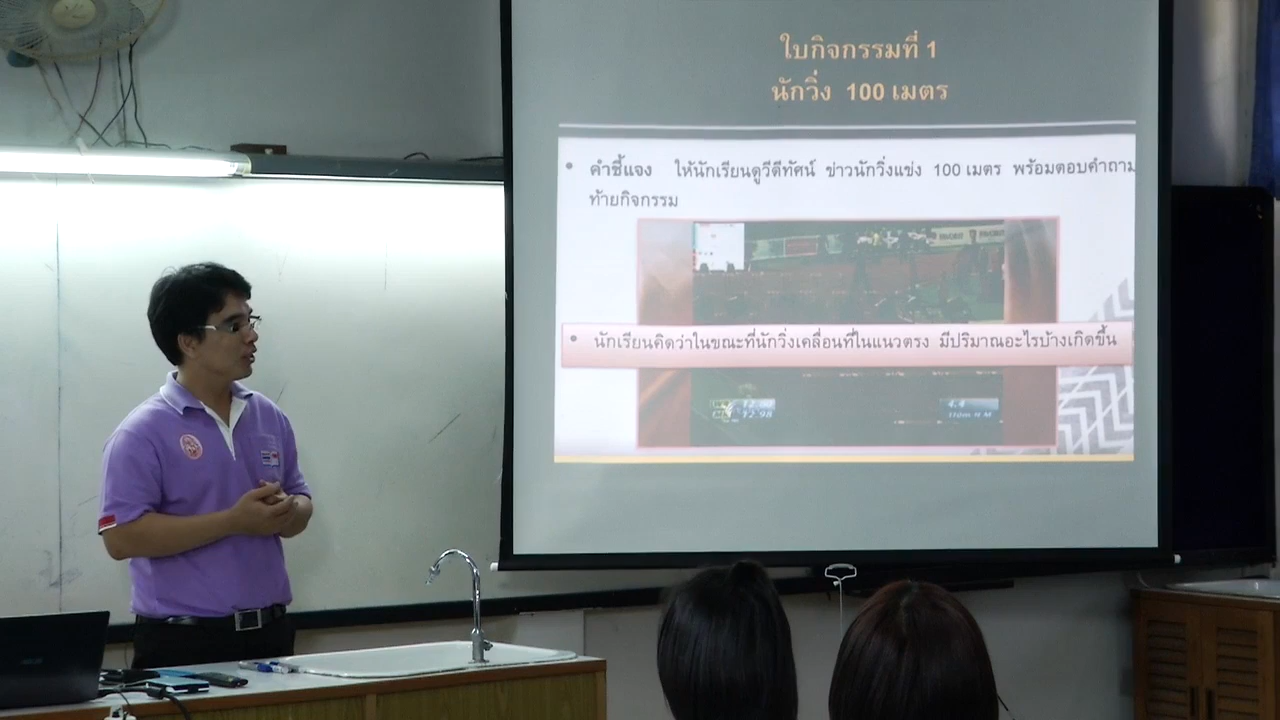 ใบกิจกรรมที่ 1
นักวิ่ง 100 เมตร
• คำชี้แจง ให้นักเรียนดูวีดีทัศน์ ข่าวนักวิ่งแข่ง 100 เมตร พร้อมตอบคำถาม
ท้ายกิจกรรม
• นักเรียนคิดว่าในขณะที่นักวิ่งเคลื่อนที่ในแนวตรง มีปริมาณอะไรบ้างเกิดขึ้น
12.98
4.4
110m H M